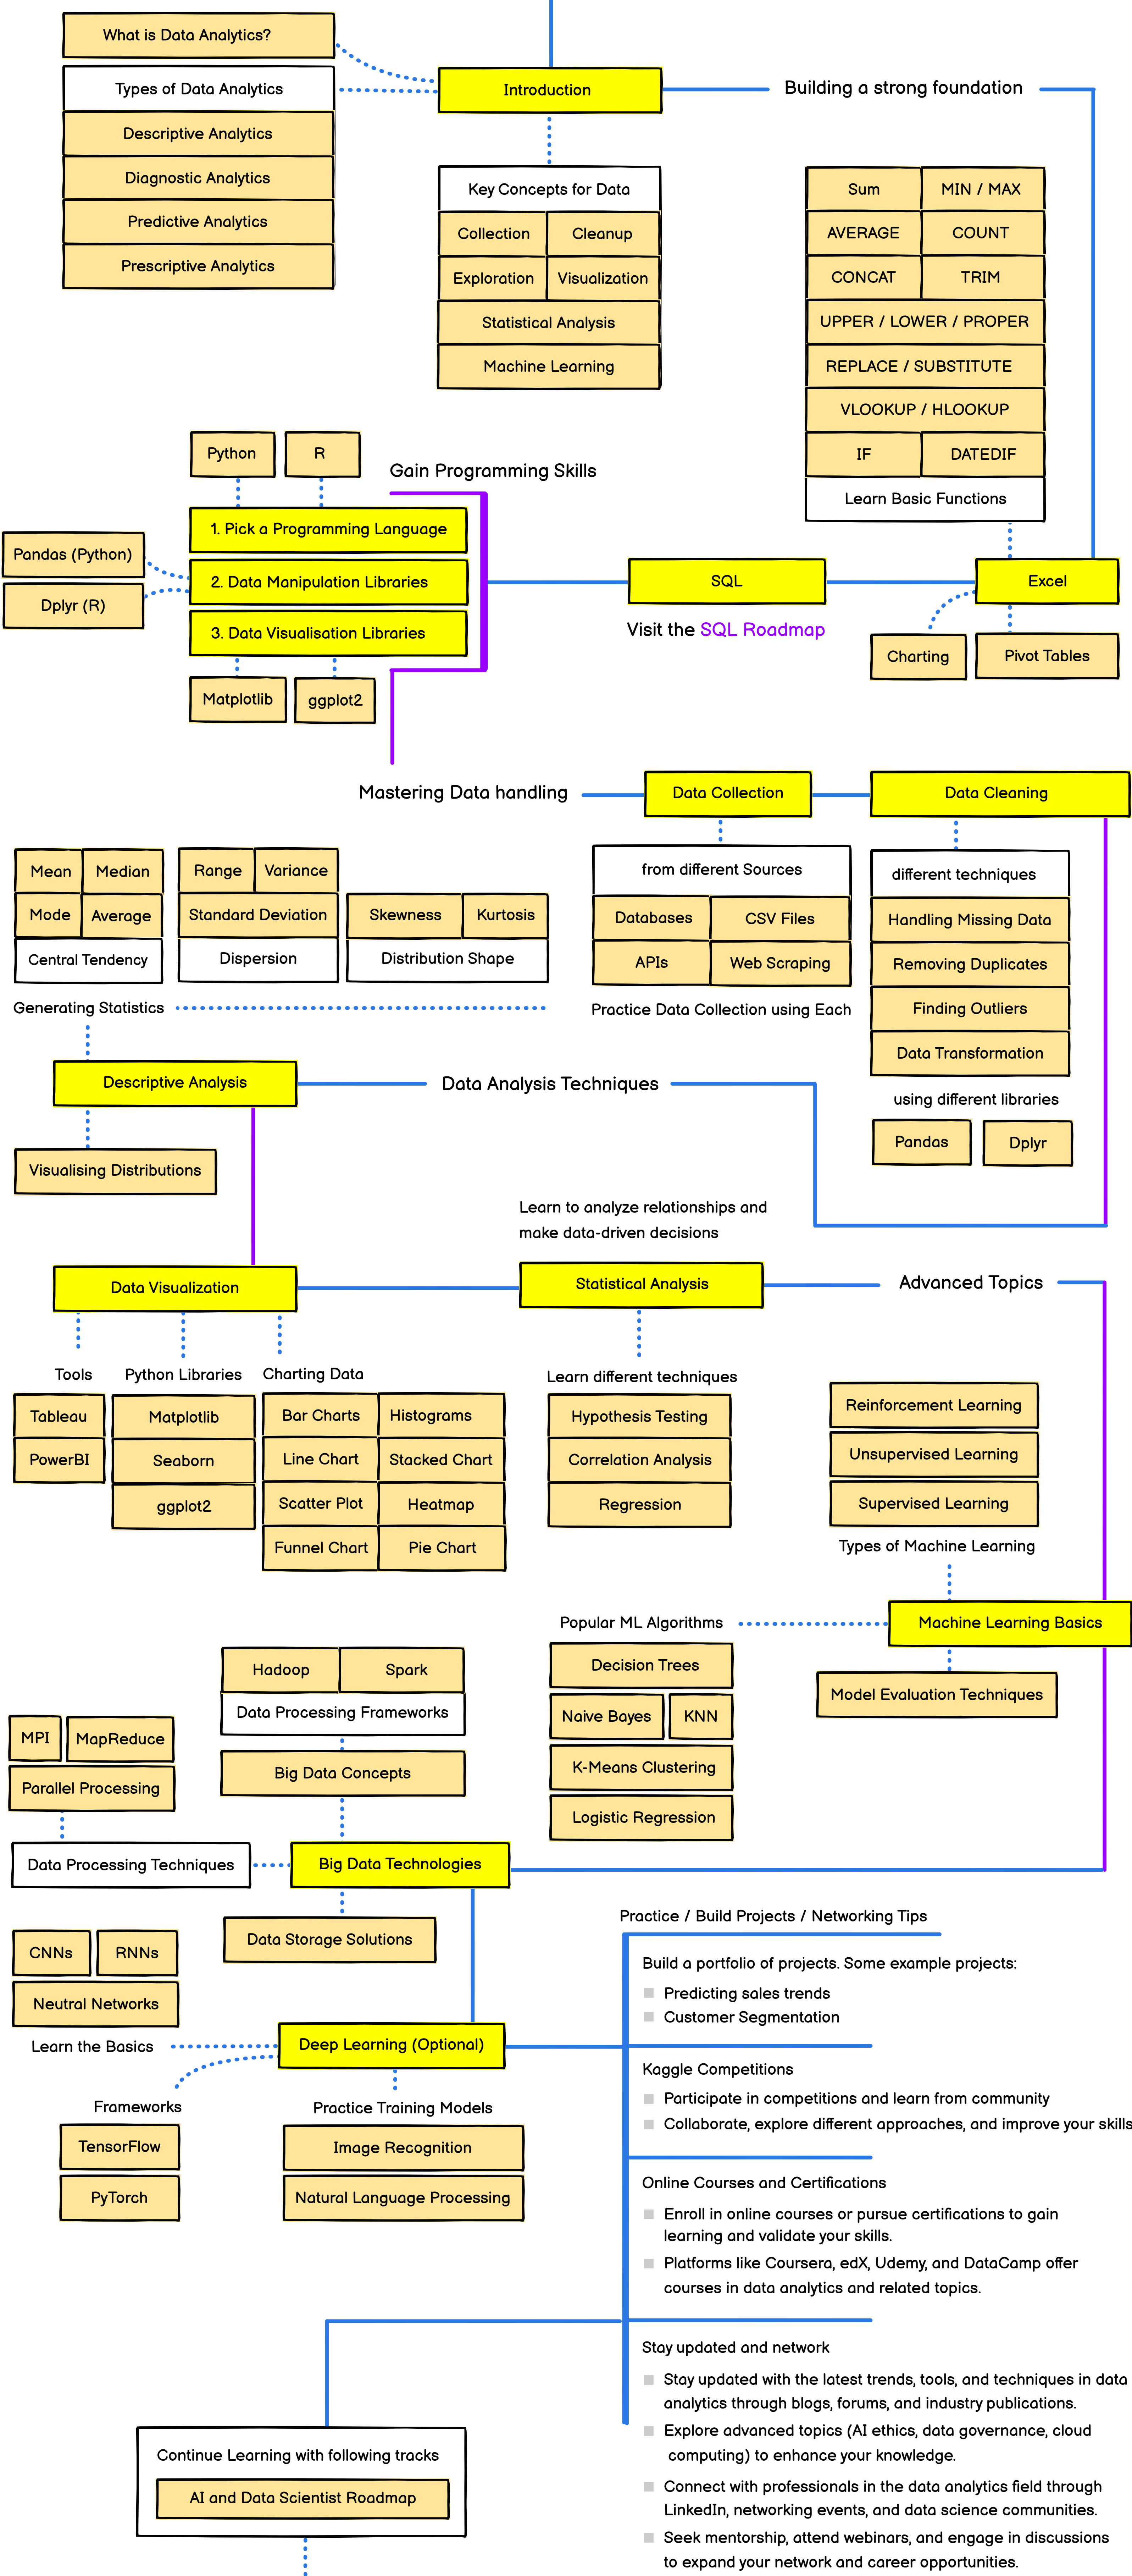 What is Data Analytics?
Types of Data Analytics
Descriptive Analytics
Diagnostic Analytics
Predictive Analytics
Prescriptive Analytics
Introduction
Building a strong foundation
Key Concepts for Data
Collection
Cleanup
Exploration
Visualization
Statistical Analysis
Machine Learning
Sum
MIN / MAX
AVERAGE
COUNT
CONCAT
TRIM
UPPER / LOWER / PROPER
REPLACE / SUBSTITUTE
VLOOKUP / HLOOKUP
IF
DATEDIF
Learn Basic Functions
Excel
Charting
Pivot Tables
SQL
Visit the SQL Roadmap
Gain Programming Skills
Python
R
1. Pick a Programming Language
2. Data Manipulation Libraries
3. Data Visualisation Libraries
Pandas (Python)
Dplyr (R)
Matplotlib
ggplot2
Mastering Data handling
Data Collection
Data Cleaning
from different Sources
Databases
CSV Files
APIs
Web Scraping
Practice Data Collection using Each
different techniques
Handling Missing Data
Removing Duplicates
Finding Outliers
Data Transformation
using different libraries
Pandas
Dplyr
Mean
Median
Mode
Average
Central Tendency
Range
Variance
Standard Deviation
Dispersion
Skewness
Kurtosis
Distribution Shape
Generating Statistics
Descriptive Analysis
Data Analysis Techniques
Visualising Distributions
Learn to analyze relationships and
make data-driven decisions
Data Visualization
Statistical Analysis
Advanced Topics
Tools
Tableau
PowerBI
Python Libraries
Matplotlib
Seaborn
ggplot2
Charting Data
Bar Charts
Histograms
Line Chart
Stacked Chart
Scatter Plot
Heatmap
Funnel Chart
Pie Chart
Learn different techniques
Hypothesis Testing
Correlation Analysis
Regression
Reinforcement Learning
Unsupervised Learning
Supervised Learning
Types of Machine Learning
Machine Learning Basics
Model Evaluation Techniques
Popular ML Algorithms
Decision Trees
Naive Bayes
KNN
K-Means Clustering
Logistic Regression
Hadoop
Spark
Data Processing Frameworks
Big Data Concepts
MPI
MapReduce
Parallel Processing
Data Processing Techniques
Big Data Technologies
Data Storage Solutions
CNNs
RNNs
Neutral Networks
Learn the Basics
Deep Learning (Optional)
Frameworks
TensorFlow
PyTorch
Practice Training Models
Image Recognition
Natural Language Processing
Practice / Build Projects / Networking Tips
Build a portfolio of projects. Some example projects:
Predicting sales trends
Customer Segmentation
Kaggle Competitions
Participate in competitions and learn from community
Collaborate, explore different approaches, and improve your skills
Online Courses and Certifications
Enroll in online courses or pursue certifications to gain
learning and validate your skills.
Platforms like Coursera, edX, Udemy, and DataCamp offer
courses in data analytics and related topics.
Stay updated and network
Stay updated with the latest trends, tools, and techniques in data
analytics through blogs, forums, and industry publications.
Explore advanced topics (AI ethics, data governance, cloud
computing) to enhance your knowledge.
Connect with professionals in the data analytics field through
LinkedIn, networking events, and data science communities.
Seek mentorship, attend webinars, and engage in discussions
to expand your network and career opportunities.
Continue Learning with following tracks
AI and Data Scientist Roadmap